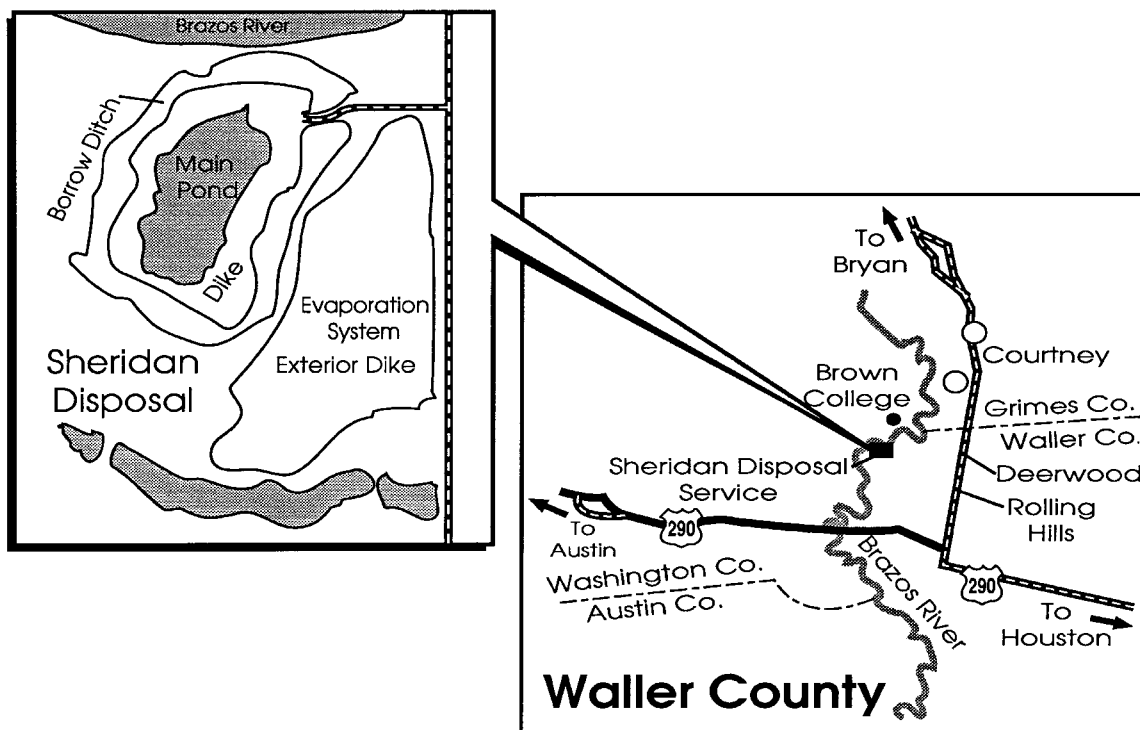 Brazos River
Borrow Ditch
Main
Pond
Dike
Evaporation
System
Exterior Dike
Sheridan
Disposal
To
Bryan
Courtney
Brown
College
Grimes Co.
Waller Co.
Sheridan Disposal
Service
Deerwood
Rolling
Hills
To
Austin
290
Brazos River
290
Washington Co.
Austin Co.
To
Houston
Waller County